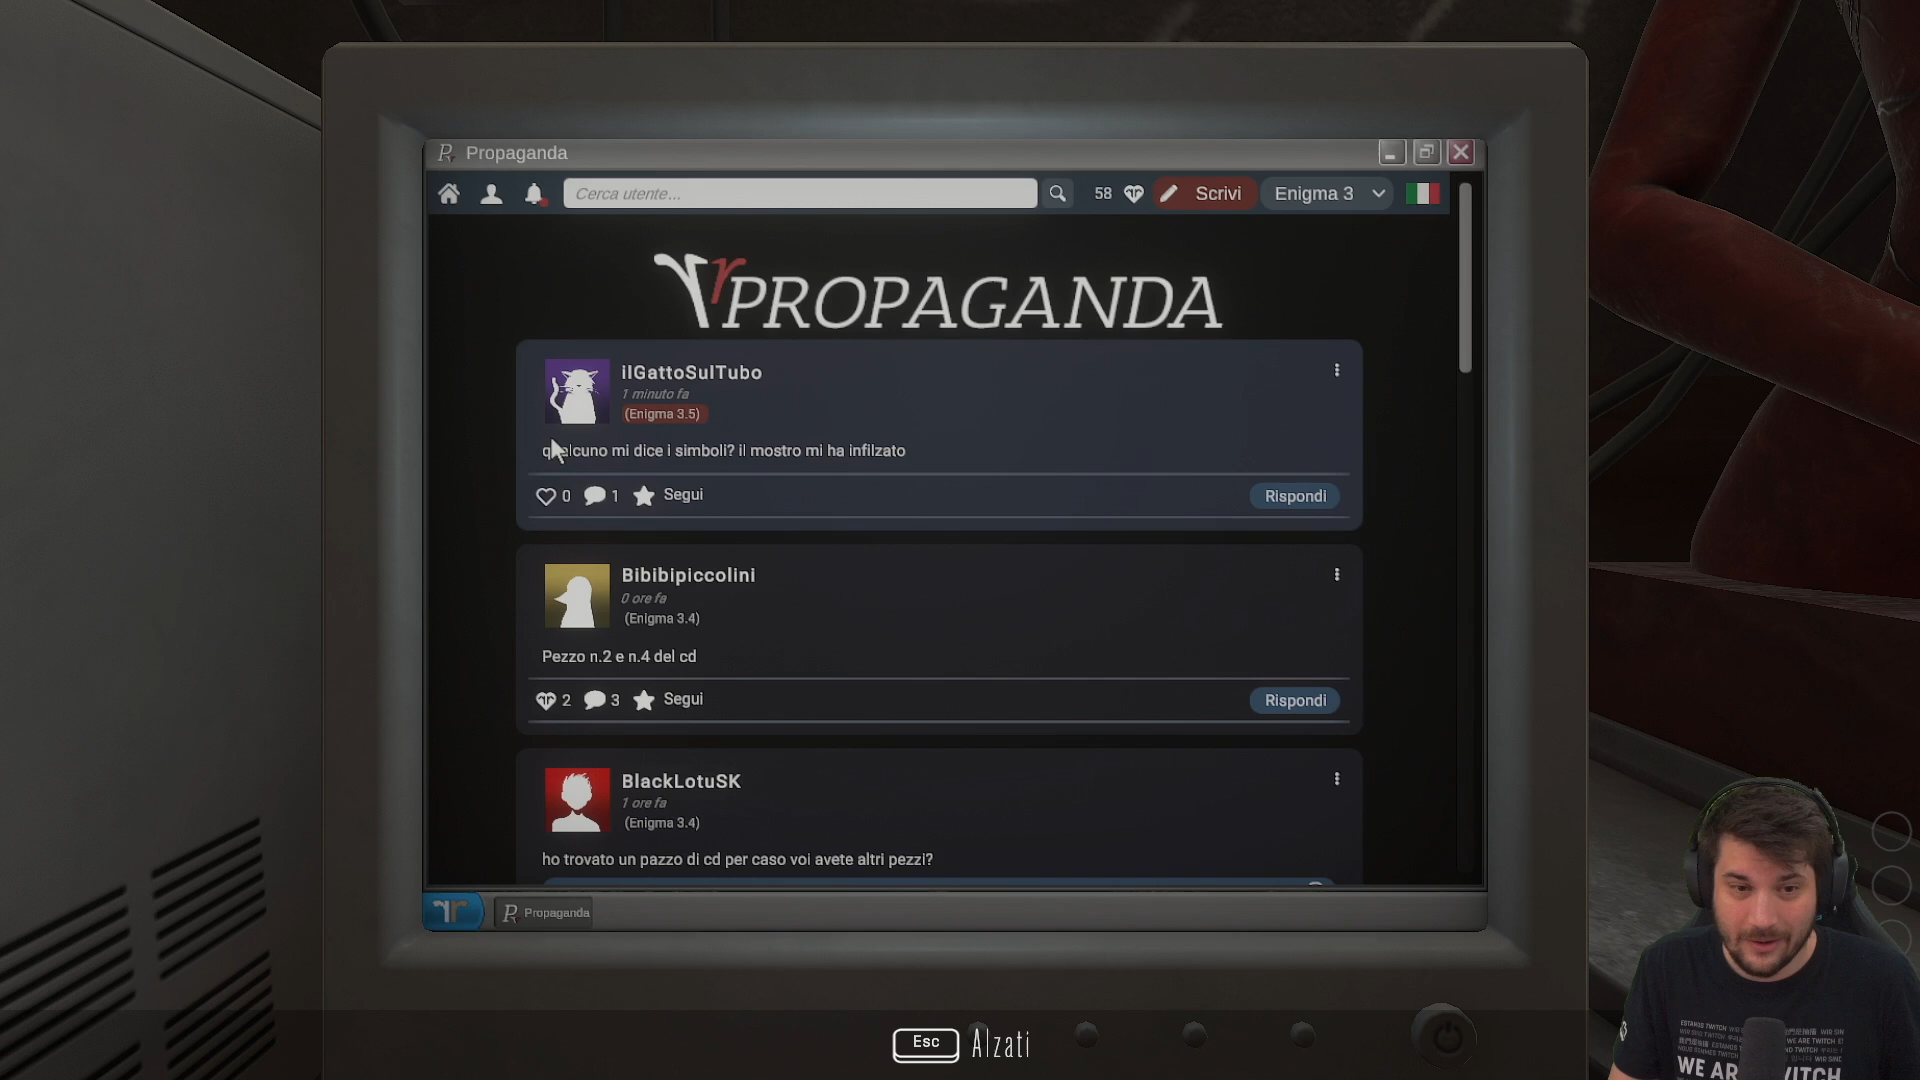 Propaganda
Cerca utente...
58
Scrivi
Enigma 3
PROPAGANDA
ilGattoSulTubo
1 minuto fa
(Enigma 3.5)
qualcuno mi dice i simboli? il mostro mi ha infilzato
0 1 Segui
Rispondi
Bibibipiccolini
0 ore fa
(Enigma 3.4)
Pezzo n.2 e n.4 del cd
2 3 Segui
Rispondi
BlackLotuSK
1 ore fa
(Enigma 3.4)
ho trovato un pazzo di cd per caso voi avete altri pezzi?
Propaganda
Esc Alzati